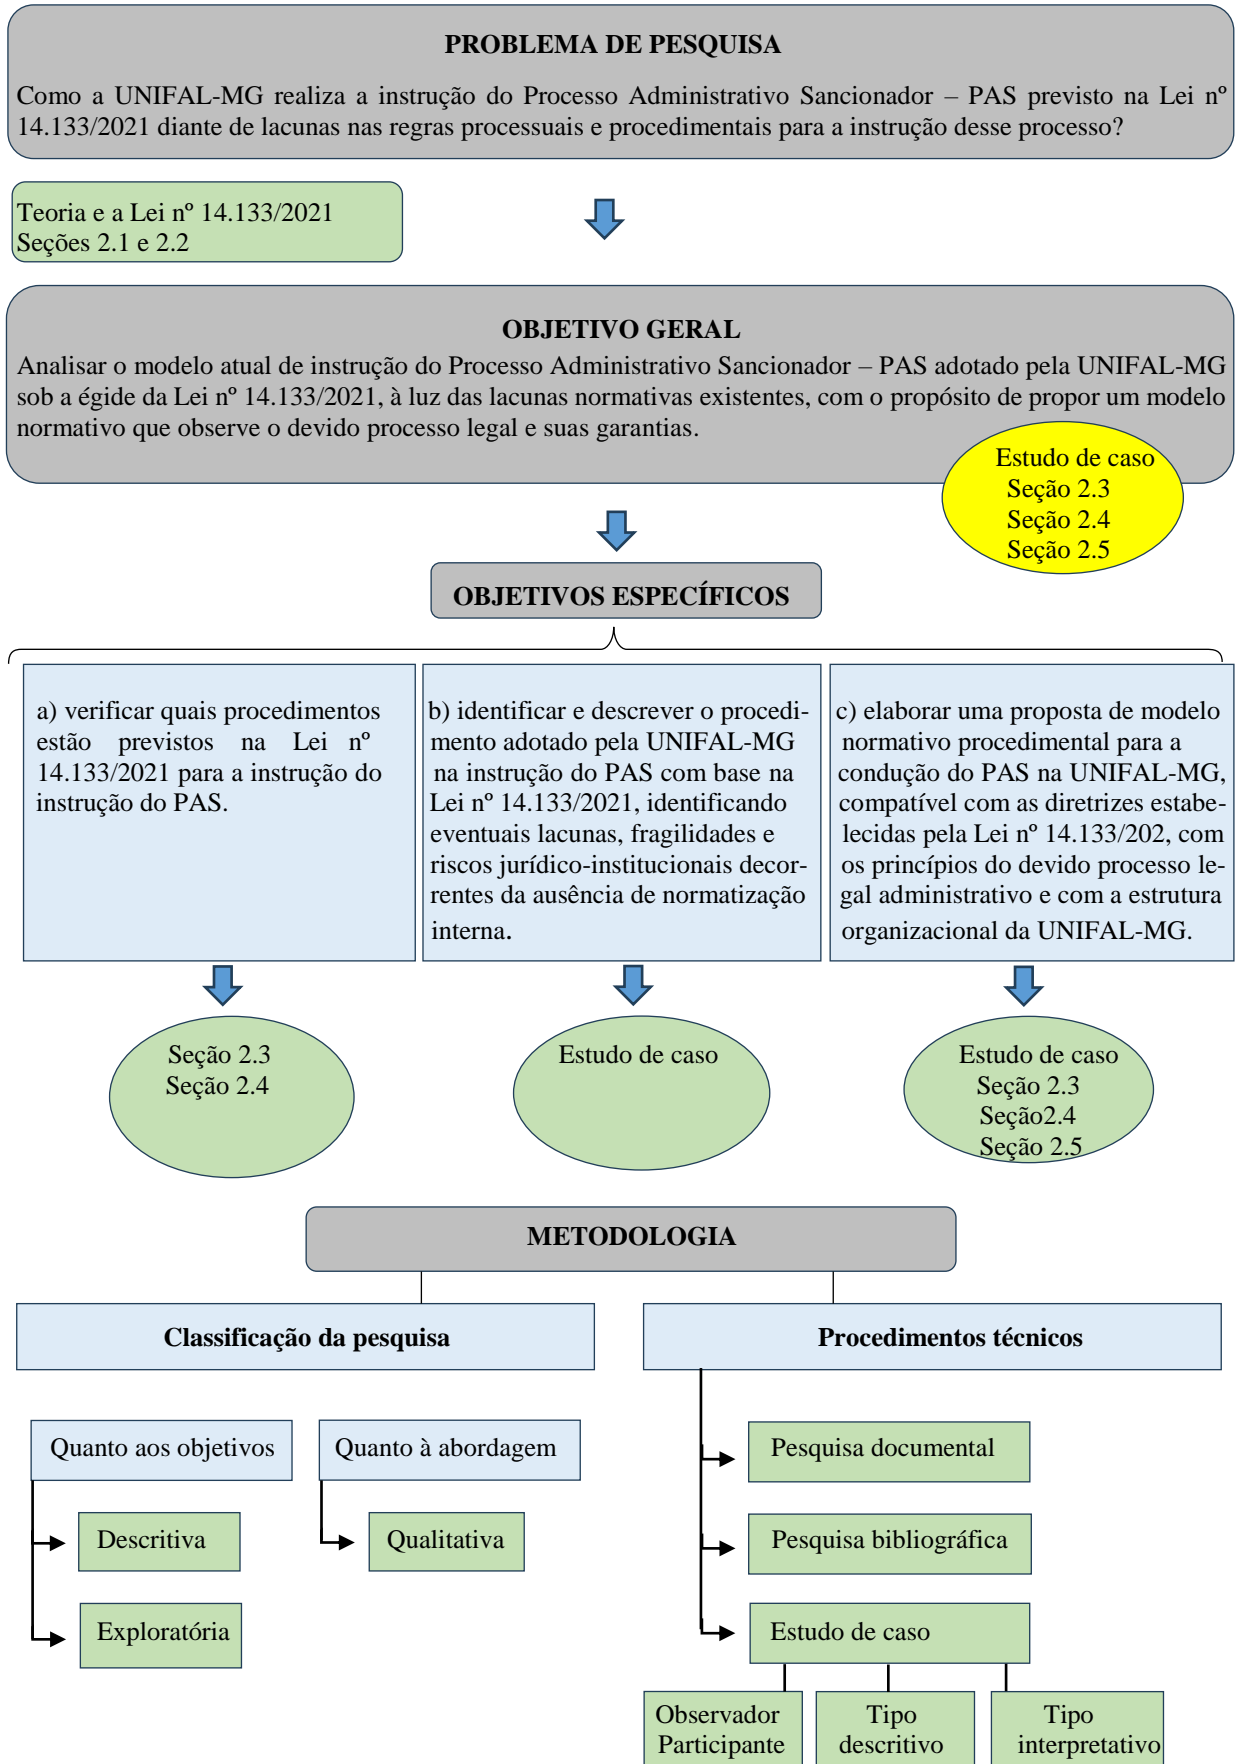 PROBLEMA DE PESQUISA
Como a UNIFAL-MG realiza a instrução do Processo Administrativo Sancionador – PAS previsto na Lei nº
14.133/2021 diante de lacunas nas regras processuais e procedimentais para a instrução desse processo?
Teoria e a Lei nº 14.133/2021
Seções 2.1 e 2.2
OBJETIVO GERAL
Analisar o modelo atual de instrução do Processo Administrativo Sancionador – PAS adotado pela UNIFAL-MG
sob a égide da Lei nº 14.133/2021, à luz das lacunas normativas existentes, com o propósito de propor um modelo
normativo que observe o devido processo legal e suas garantias.
Estudo de caso
Seção 2.3
Seção 2.4
Seção 2.5
OBJETIVOS ESPECÍFICOS
a) verificar quais procedimentos
estão previstos na Lei nº
14.133/2021 para a instrução do
instrução do PAS.
b) identificar e descrever o procedi-
mento adotado pela UNIFAL-MG
na instrução do PAS com base na
Lei nº 14.133/2021, identificando
eventuais lacunas, fragilidades e
riscos jurídico-institucionais decor-
rentes da ausência de normatização
interna.
c) elaborar uma proposta de modelo
normativo procedimental para a
condução do PAS na UNIFAL-MG,
compatível com as diretrizes estabe-
lecidas pela Lei nº 14.133/202, com
os princípios do devido processo le-
gal administrativo e com a estrutura
organizacional da UNIFAL-MG.
Seção 2.3
Seção 2.4
Estudo de caso
Estudo de caso
Seção 2.3
Seção2.4
Seção 2.5
METODOLOGIA
Classificação da pesquisa
Procedimentos técnicos
Quanto aos objetivos
Quanto à abordagem
Pesquisa documental
Descritiva
Qualitativa
Pesquisa bibliográfica
Exploratória
Estudo de caso
Observador
Participante
Tipo
descritivo
Tipo
interpretativo